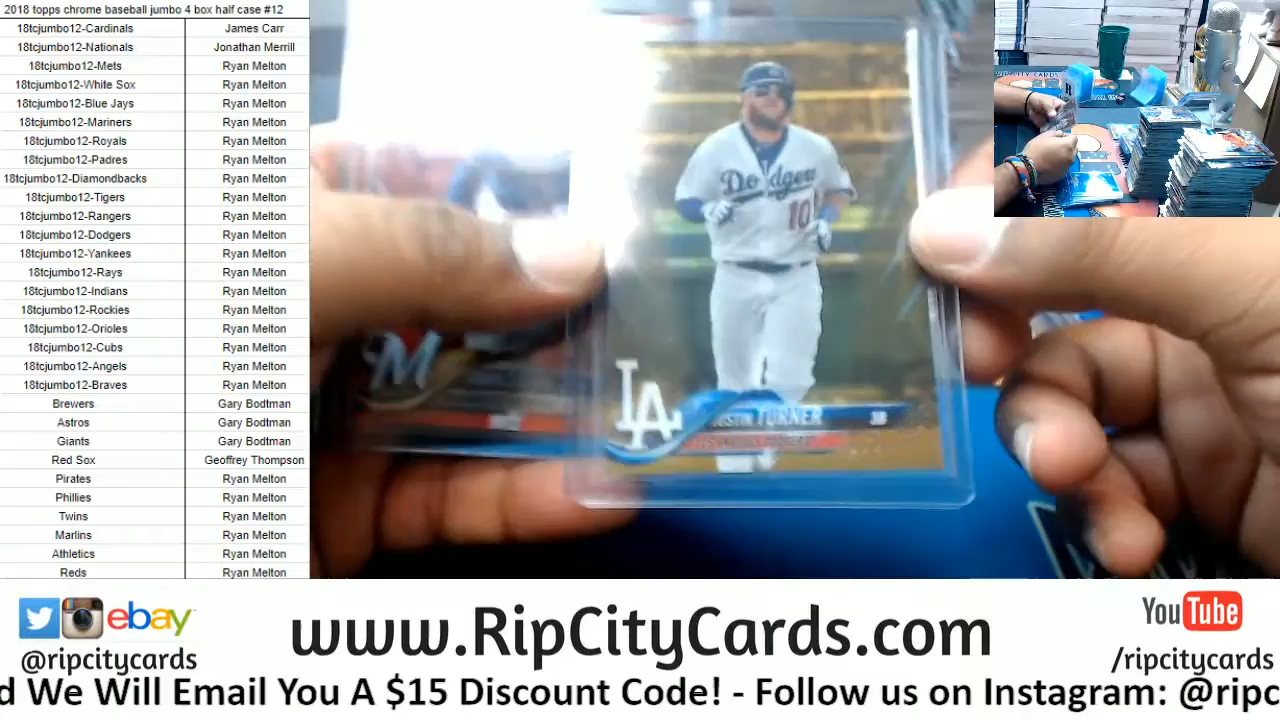 2018 topps chrome baseball jumbo 4 box half case #12
18tcjumbo12-Cardinals James Carr
18tcjumbo12-Nationals Jonathan Merrill
18tcjumbo12-Mets Ryan Melton
18tcjumbo12-White Sox Ryan Melton
18tcjumbo12-Blue Jays Ryan Melton
18tcjumbo12-Mariners Ryan Melton
18tcjumbo12-Royals Ryan Melton
18tcjumbo12-Padres Ryan Melton
18tcjumbo12-Diamondbacks Ryan Melton
18tcjumbo12-Tigers Ryan Melton
18tcjumbo12-Rangers Ryan Melton
18tcjumbo12-Dodgers Ryan Melton
18tcjumbo12-Yankees Ryan Melton
18tcjumbo12-Rays Ryan Melton
18tcjumbo12-Indians Ryan Melton
18tcjumbo12-Rockies Ryan Melton
18tcjumbo12-Orioles Ryan Melton
18tcjumbo12-Cubs Ryan Melton
18tcjumbo12-Angels Ryan Melton
18tcjumbo12-Braves Ryan Melton
Brewers Gary Bodtman
Astros Gary Bodtman
Giants Gary Bodtman
Red Sox Geoffrey Thompson
Pirates Ryan Melton
Phillies Ryan Melton
Twins Ryan Melton
Marlins Ryan Melton
Athletics Ryan Melton
Reds Ryan Melton
Dodgers
10
M
LA
JUSTIN TURNER 3B
ebay
@ripcitycards
www.RipCityCards.com
YouTube
/ripcitycards
d We Will Email You A $15 Discount Code! - Follow us on Instagram: @ripc